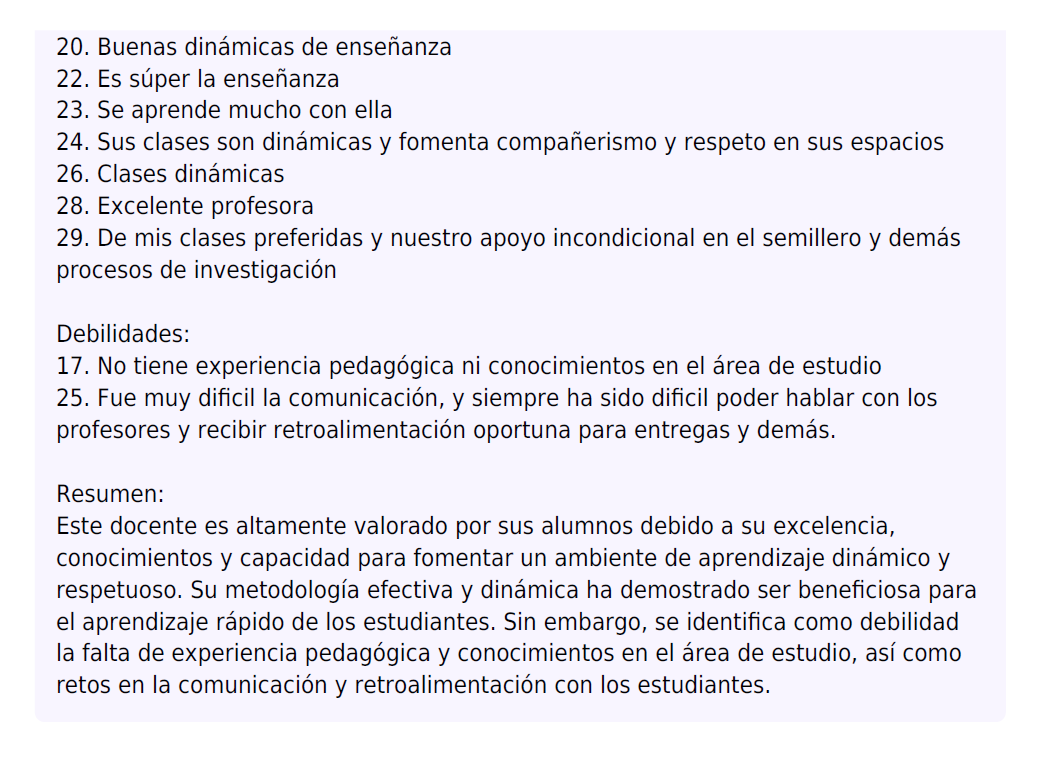 20. Buenas dinámicas de enseñanza
22. Es súper la enseñanza
23. Se aprende mucho con ella
24. Sus clases son dinámicas y fomenta compañerismo y respeto en sus espacios
26. Clases dinámicas
28. Excelente profesora
29. De mis clases preferidas y nuestro apoyo incondicional en el semillero y demás
procesos de investigación

Debilidades:
17. No tiene experiencia pedagógica ni conocimientos en el área de estudio
25. Fue muy dificil la comunicación, y siempre ha sido dificil poder hablar con los
profesores y recibir retroalimentación oportuna para entregas y demás.

Resumen:
Este docente es altamente valorado por sus alumnos debido a su excelencia,
conocimientos y capacidad para fomentar un ambiente de aprendizaje dinámico y
respetuoso. Su metodología efectiva y dinámica ha demostrado ser beneficiosa para
el aprendizaje rápido de los estudiantes. Sin embargo, se identifica como debilidad
la falta de experiencia pedagógica y conocimientos en el área de estudio, así como
retos en la comunicación y retroalimentación con los estudiantes.